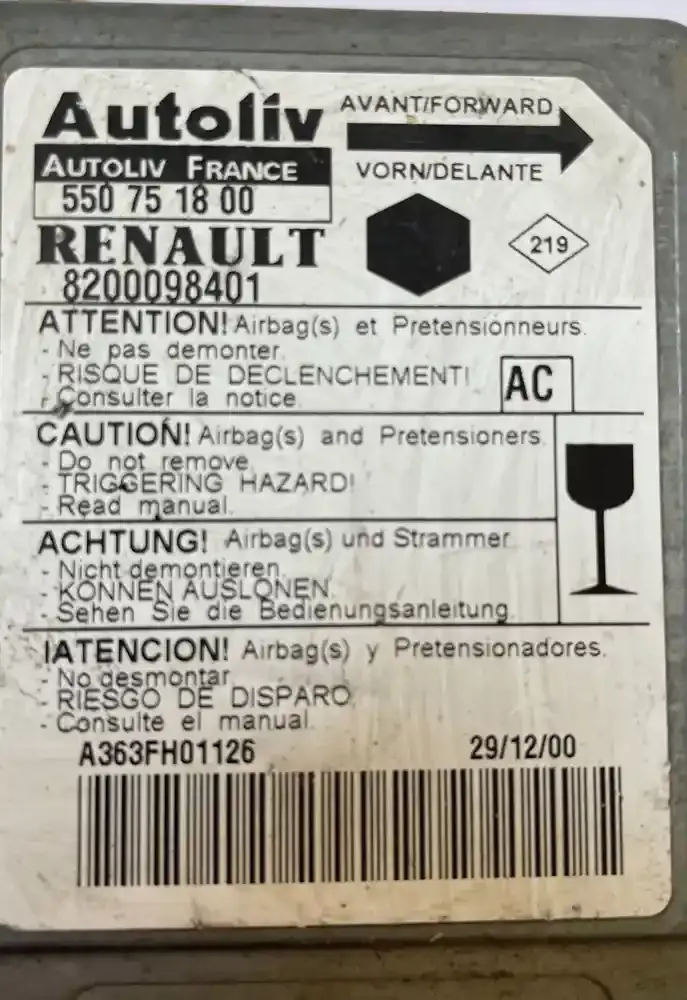 Autoliv
AVANT/FORWARD
AUTOLIV FRANCE
VORN/DELANTE
550 75 18 00
RENAULT
219
8200098401
ATTENTION! Airbag(s) et Pretensionneurs.
- Ne pas demonter.
- RISQUE DE DECLENCHEMENT!
- Consulter la notice.
AC
CAUTION! Airbag(s) and Pretensioners.
- Do not remove.
- TRIGGERING HAZARD!
- Read manual.
ACHTUNG! Airbag(s) und Strammer.
- Nicht demontieren.
- KONNEN AUSLONEN.
- Sehen Sie die Bedienungsanleitung.
!ATENCION! Airbag(s) y Pretensionadores.
- No desmontar.
- RIESGO DE DISPARO.
- Consulte el manual.
A363FH01126
29/12/00